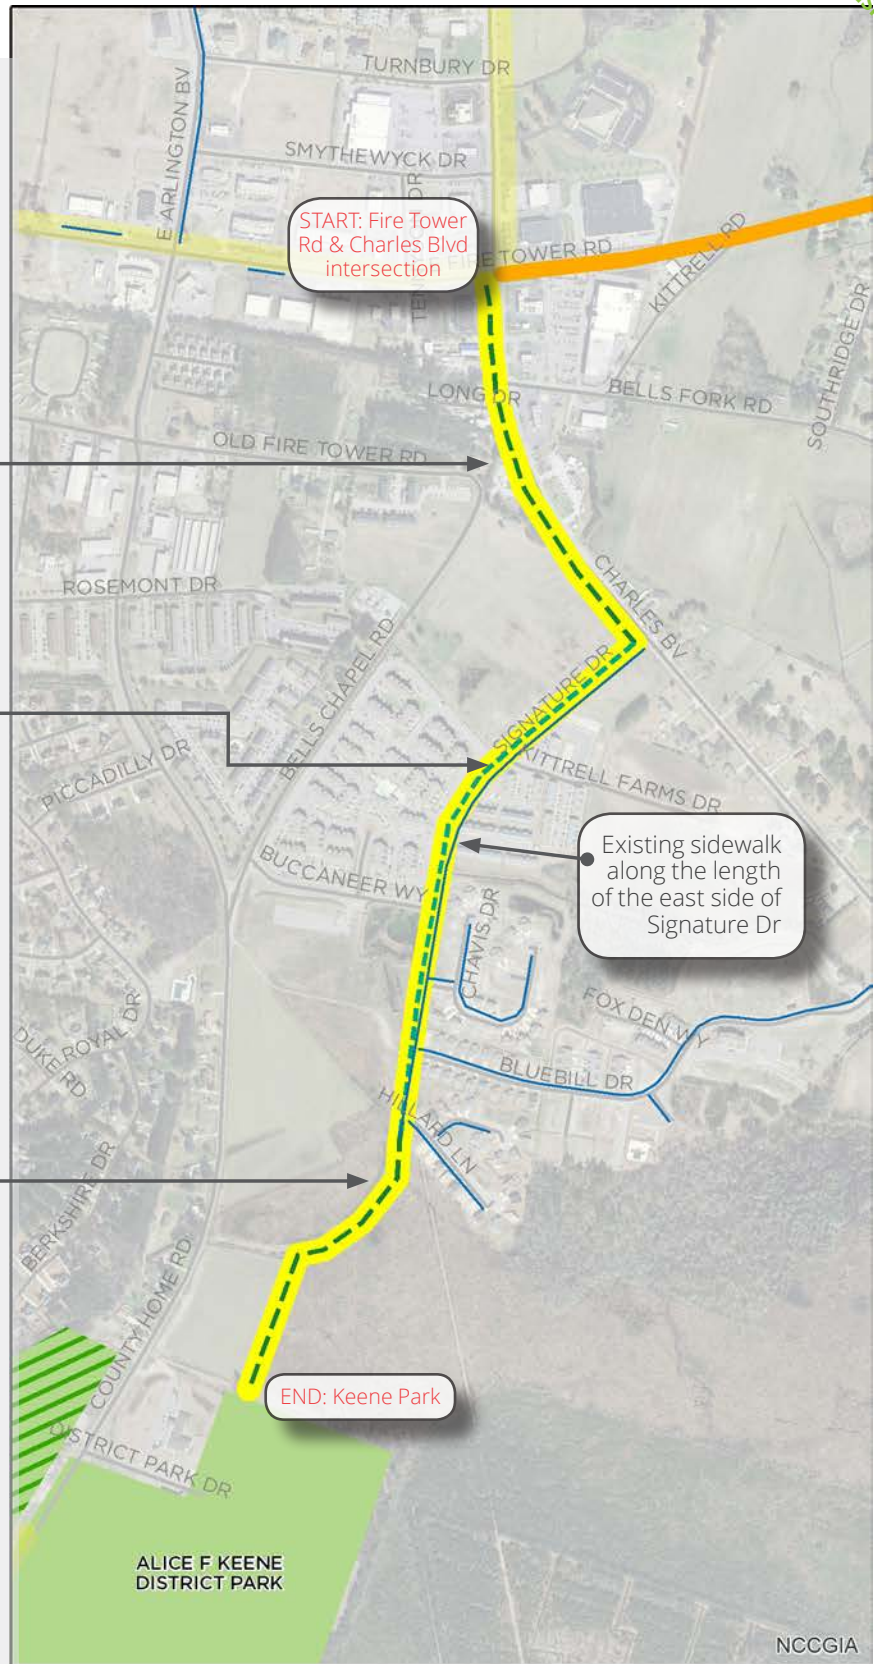 TURNBURY DR
E ARLINGTON BV
SMYTHEWYCK DR
DR
START: Fire Tower
Rd & Charles Blvd
intersection
FIRE TOWER RD
KITTRELL RD
SOUTHRIDGE DR
LONG DR
BELLS FORK RD
OLD FIRE TOWER RD
CHARLES BV
ROSEMONT DR
BELLS CHAPEL RD
SIGNATURE DR
PICCADILLY DR
KITTRELL FARMS DR
Existing sidewalk
along the length
of the east side of
Signature Dr
BUCCANEER WY
CHAVIS DR
FOX DEN WY
DUKE RD
ROYAL DR
BLUEBILL DR
HILLARD LN
BERKSHIRE DR
COUNTY HOME RD
END: Keene Park
DISTRICT PARK DR
ALICE F KEENE
DISTRICT PARK
NCCGIA